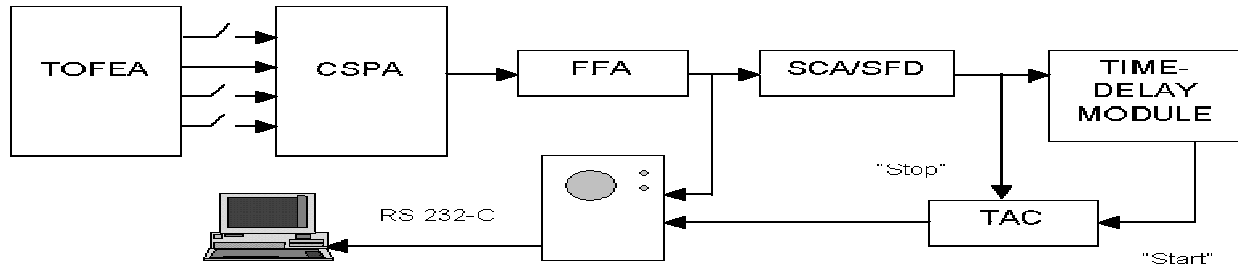 TOFEA
CSPA
FFA
SCA/SFD
TIME-
DELAY
MODULE
"Stop"
RS 232-C
TAC
"Start"